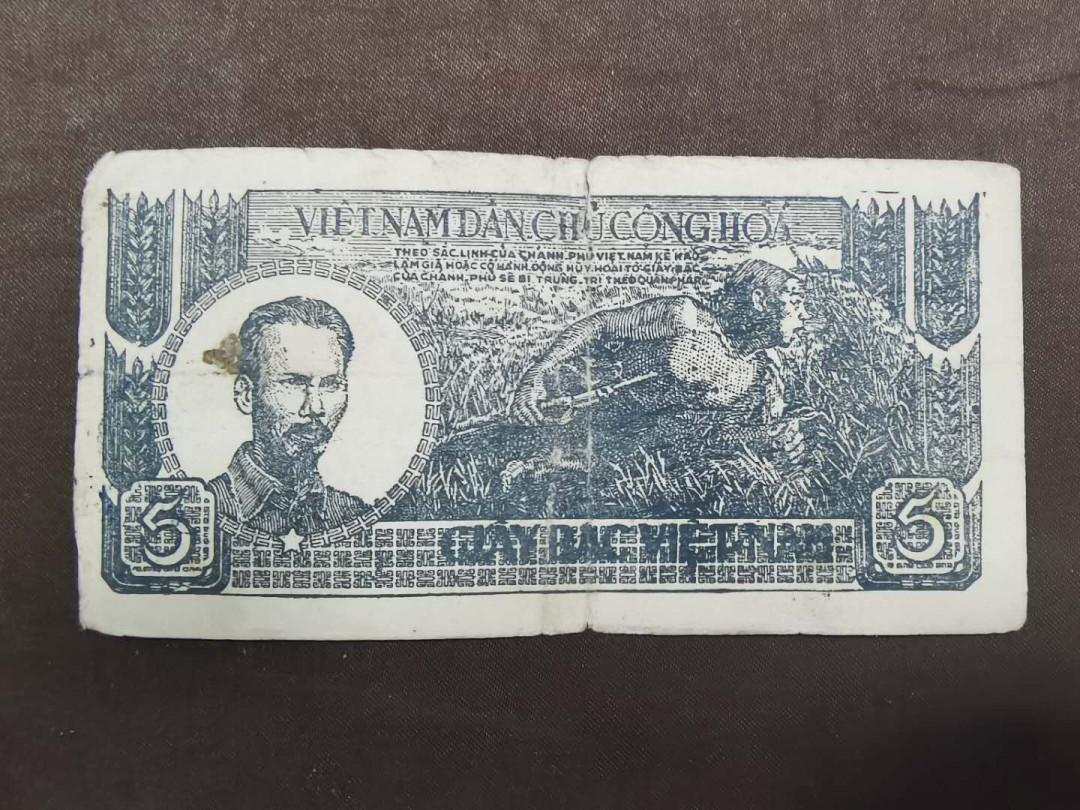 VIỆT NAM DÂN CHỦ CỘNG HOÀ
THEO SẮC LỆNH CỦA CHÁNH PHỦ VIỆT NAM KẺ NÀO
LÀM GIẢ HOẶC CÓ HÀNH ĐỘNG HỦY HOẠI TỜ GIẤY BẠC
CỦA CHÁNH PHỦ SẼ BỊ TRỪNG TRỊ THEO QUÂN PHÁP
GIẤY BẠC VIỆT-NAM
5
5